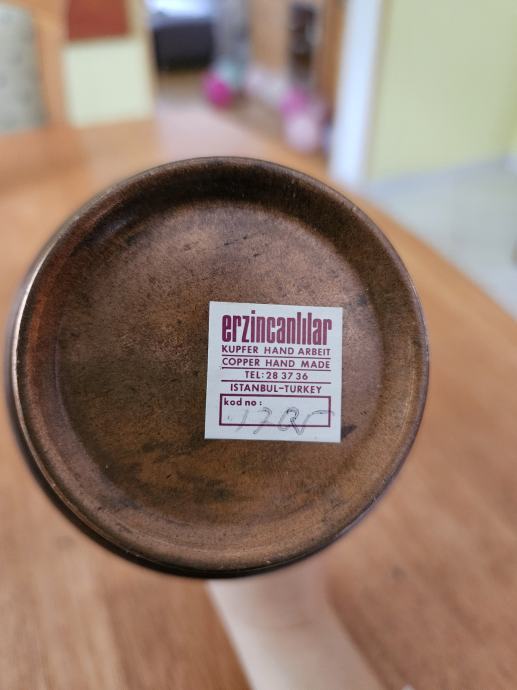 erzincanlılar
KUPFER HAND ARBEIT
COPPER HAND MADE
TEL: 28 37 36
ISTANBUL-TURKEY
kod no :